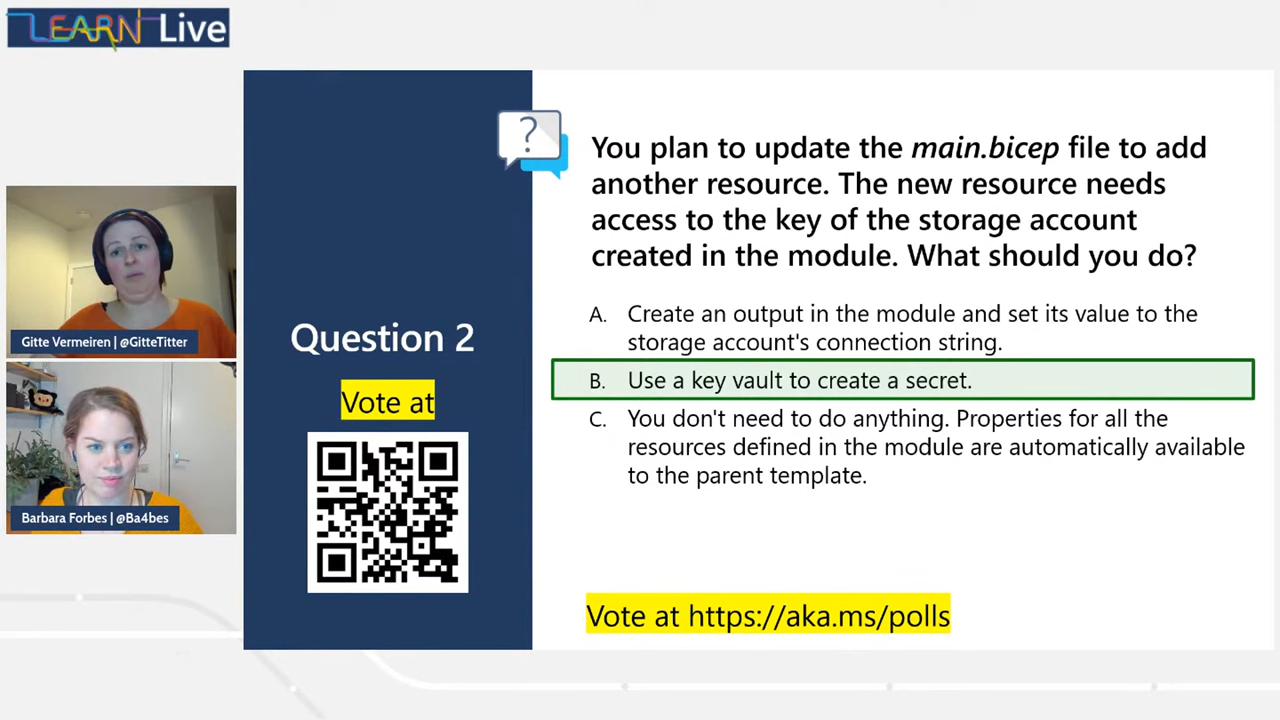 LEARN Live
You plan to update the main.bicep file to add
another resource. The new resource needs
access to the key of the storage account
created in the module. What should you do?
A. Create an output in the module and set its value to the
storage account's connection string.
B. Use a key vault to create a secret.
C. You don't need to do anything. Properties for all the
resources defined in the module are automatically available
to the parent template.
Question 2
Vote at
Vote at https://aka.ms/polls
Gitte Vermeiren | @GitteTitter
Barbara Forbes | @Ba4bes